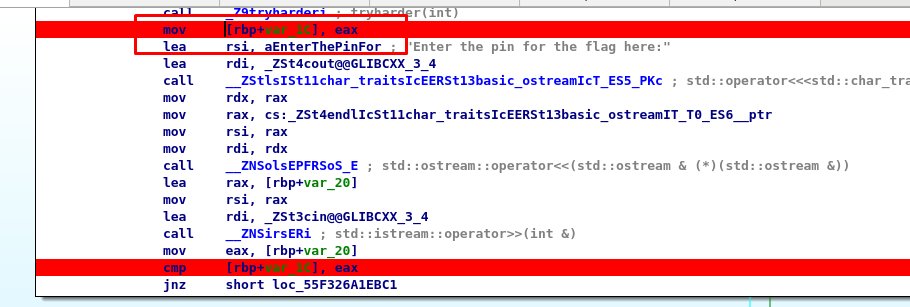 call _Z9tryharderi ; tryharder(int)
mov [rbp+var_1C], eax
lea rsi, aEnterThePinFor ; "Enter the pin for the flag here:"
lea rdi, _ZSt4cout@@GLIBCXX_3_4
call __ZStlsISt11char_traitsIcEERSt13basic_ostreamIcT_ES5_PKc ; std::operator<<<std::char_tra
mov rdx, rax
mov rax, cs:_ZSt4endlIcSt11char_traitsIcEERSt13basic_ostreamIT_T0_ES6__ptr
mov rsi, rax
mov rdi, rdx
call __ZNSolsEPFRSoS_E ; std::ostream::operator<<(std::ostream & (*)(std::ostream &))
lea rax, [rbp+var_20]
mov rsi, rax
lea rdi, _ZSt3cin@@GLIBCXX_3_4
call __ZNSirsERi ; std::istream::operator>>(int &)
mov eax, [rbp+var_20]
cmp [rbp+var_1C], eax
jnz short loc_55F326A1EBC1